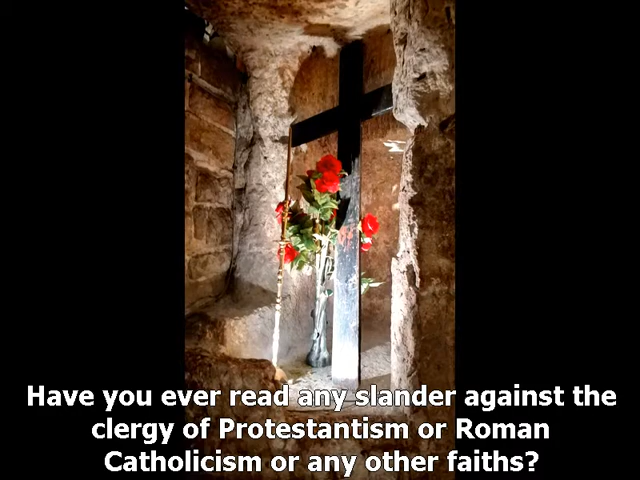 Have you ever read any slander against the
clergy of Protestantism or Roman
Catholicism or any other faiths?